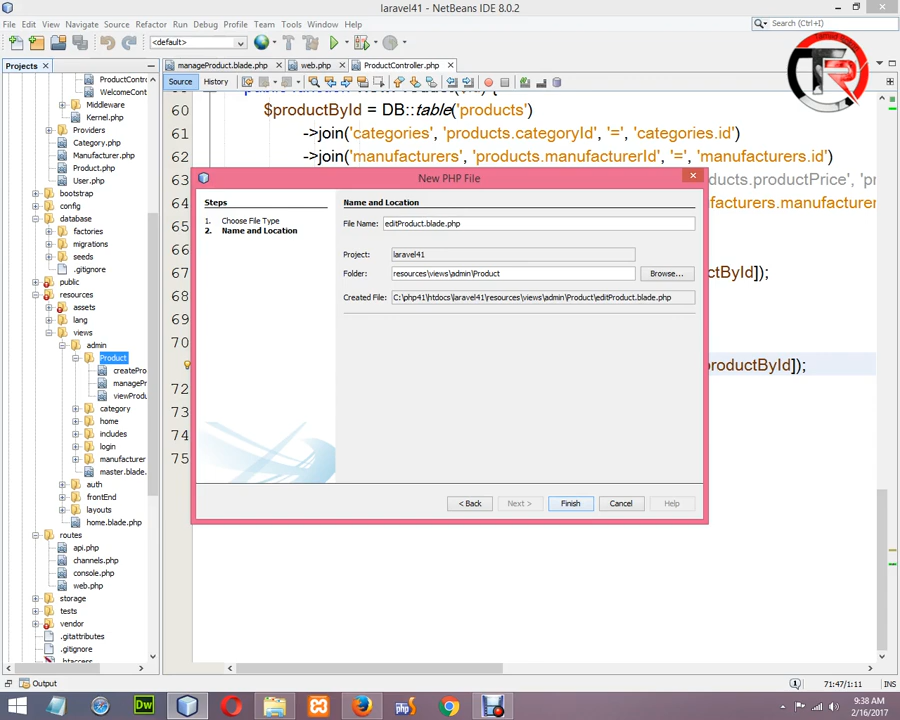 laravel41 - NetBeans IDE 8.0.2
File Edit View Navigate Source Refactor Run Debug Profile Team Tools Window Help
<default>
Search (Ctrl+I)
Projects
manageProduct.blade.php
web.php
ProductController.php
Source History
ProductContr
WelcomeCont
Middleware
Kernel.php
Providers
Category.php
Manufacturer.php
Product.php
User.php
bootstrap
config
database
factories
migrations
seeds
.gitignore
public
resources
assets
lang
views
admin
Product
createPro
managePr
viewProdu
category
home
includes
login
manufacturer
master.blade.
auth
frontEnd
layouts
home.blade.php
routes
api.php
channels.php
console.php
web.php
storage
tests
vendor
.gitattributes
.gitignore
.htaccess
60 $productById = DB::table('products')
61 ->join('categories', 'products.categoryId', '=', 'categories.id')
62 ->join('manufacturers', 'products.manufacturerId', '=', 'manufacturers.id')
63 ducts.productPrice', 'pr
64 facturers.manufacturer
65
66
67 ctById]);
68
69
70
productById]);
72
73
74
75
New PHP File
Steps
1. Choose File Type
2. Name and Location
Name and Location
File Name: editProduct.blade.php
Project: laravel41
Folder: resources\views\admin\Product
Browse...
Created File: C:\php41\htdocs\laravel41\resources\views\admin\Product\editProduct.blade.php
< Back
Next >
Finish
Cancel
Help
Output
71:47/1:11
INS
9:38 AM
2/16/2017